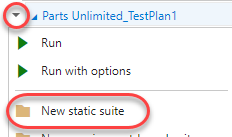 Parts Unlimited_TestPlan1
Run
Run with options
New static suite